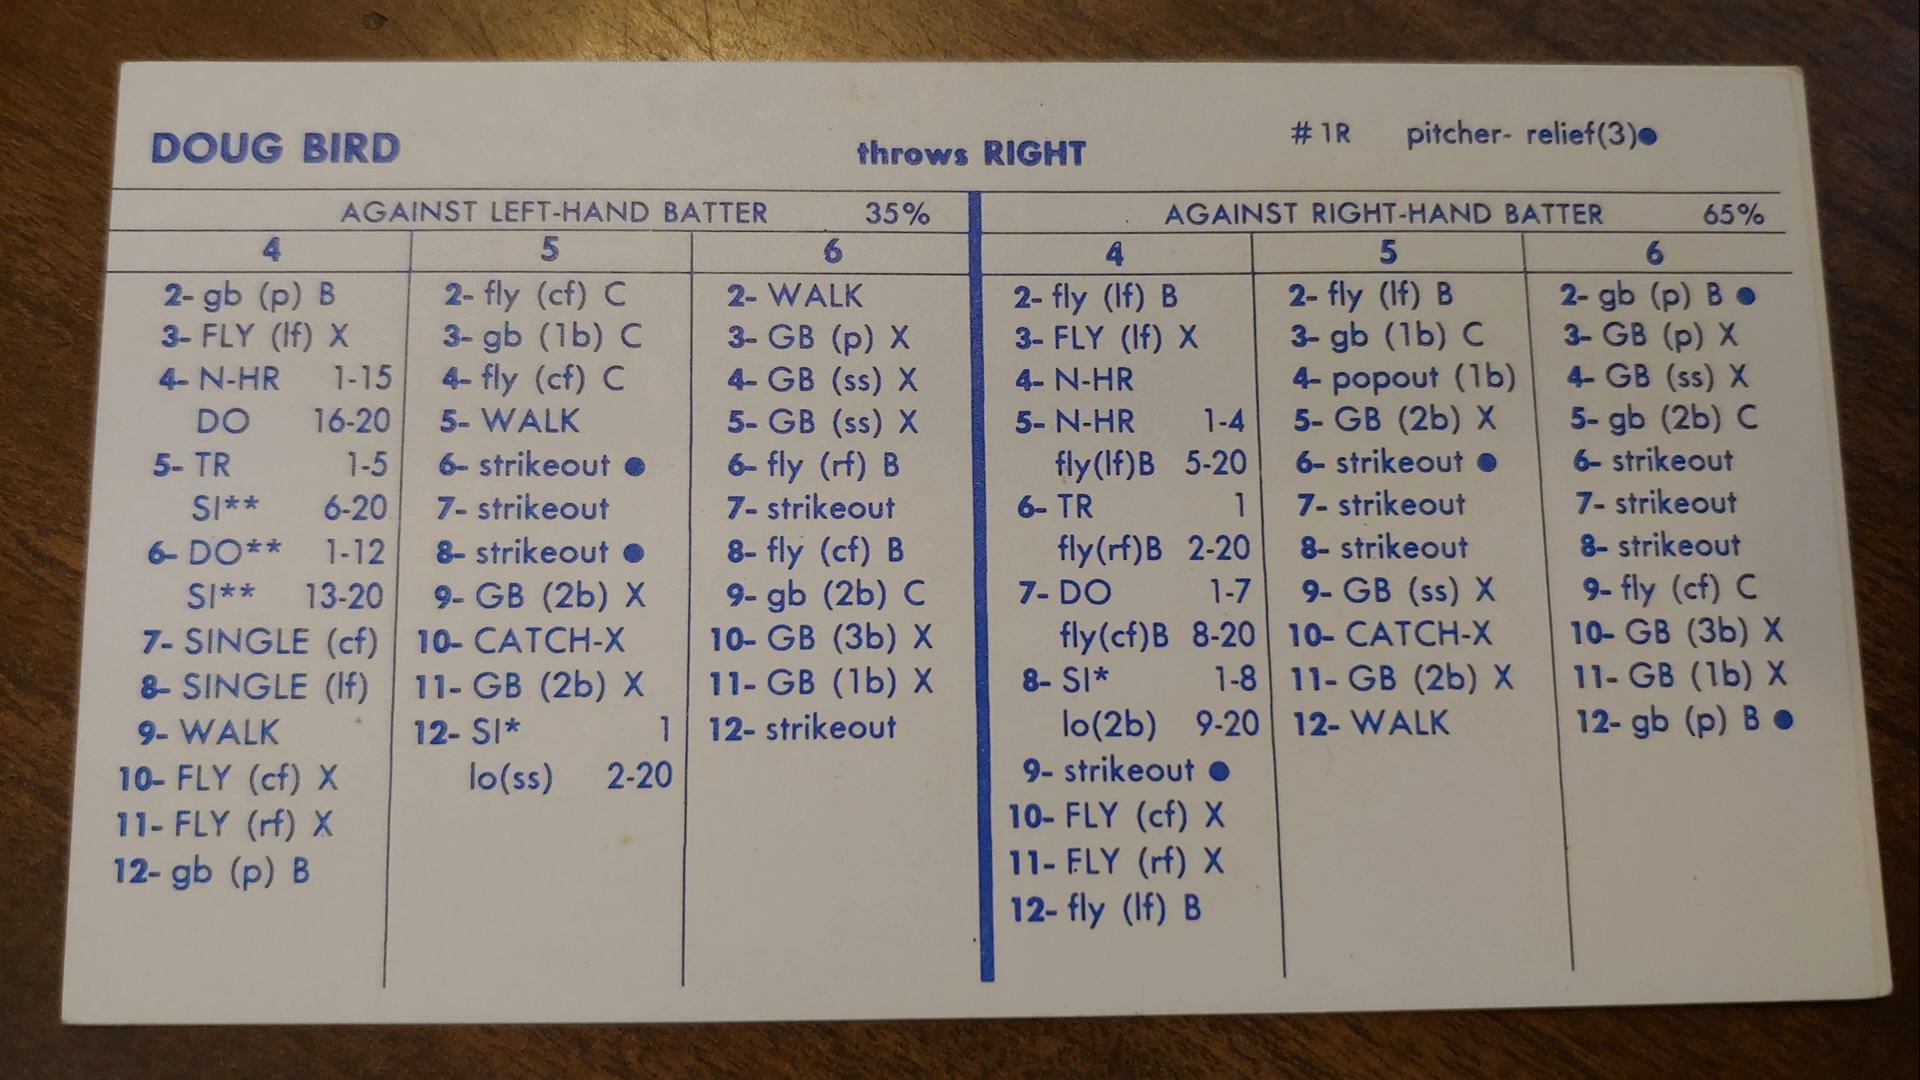 DOUG BIRD throws RIGHT # 1R pitcher- relief(3)●
AGAINST LEFT-HAND BATTER 35%
4 5 6
2- gb (p) B 2- fly (cf) C 2- WALK
3- FLY (lf) X 3- gb (1b) C 3- GB (p) X
4- N-HR 1-15 4- fly (cf) C 4- GB (ss) X
DO 16-20 5- WALK 5- GB (ss) X
5- TR 1-5 6- strikeout ● 6- fly (rf) B
SI** 6-20 7- strikeout 7- strikeout
6- DO** 1-12 8- strikeout ● 8- fly (cf) B
SI** 13-20 9- GB (2b) X 9- gb (2b) C
7- SINGLE (cf) 10- CATCH-X 10- GB (3b) X
8- SINGLE (lf) 11- GB (2b) X 11- GB (1b) X
9- WALK 12- SI* 1 12- strikeout
10- FLY (cf) X lo(ss) 2-20
11- FLY (rf) X
12- gb (p) B
AGAINST RIGHT-HAND BATTER 65%
4 5 6
2- fly (lf) B 2- fly (lf) B 2- gb (p) B ●
3- FLY (lf) X 3- gb (1b) C 3- GB (p) X
4- N-HR 4- popout (1b) 4- GB (ss) X
5- N-HR 1-4 5- GB (2b) X 5- gb (2b) C
fly(lf)B 5-20 6- strikeout ● 6- strikeout
6- TR 1 7- strikeout 7- strikeout
fly(rf)B 2-20 8- strikeout 8- strikeout
7- DO 1-7 9- GB (ss) X 9- fly (cf) C
fly(cf)B 8-20 10- CATCH-X 10- GB (3b) X
8- SI* 1-8 11- GB (2b) X 11- GB (1b) X
lo(2b) 9-20 12- WALK 12- gb (p) B ●
9- strikeout ●
10- FLY (cf) X
11- FLY (rf) X
12- fly (lf) B